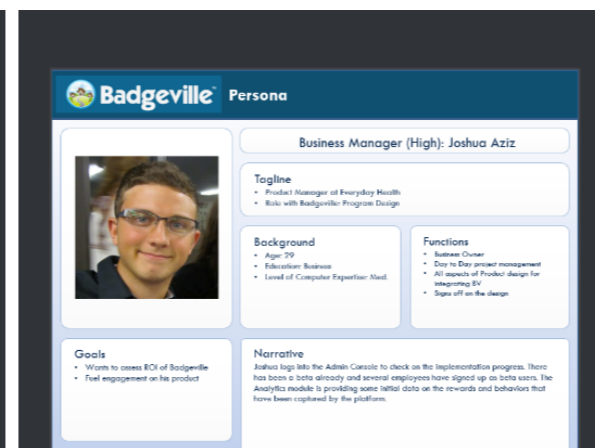 Badgeville™ Persona
Business Manager (High): Joshua Aziz
Tagline
• Product Manager at Everyday Health
• Role with Badgeville: Program Design
Background
• Age: 29
• Education: Business
• Level of Computer Expertise: Med.
Functions
• Business Owner
• Day to Day project management
• All aspects of Product design for
integrating BV
• Signs off on the design
Goals
• Wants to assess ROI of Badgeville
• Fuel engagement on his product
Narrative
Joshua logs into the Admin Console to check on the implementation progress. There
has been a beta already and several employees have signed up as beta users. The
Analytics module is providing some initial data on the rewards and behaviors that
have been captured by the platform.